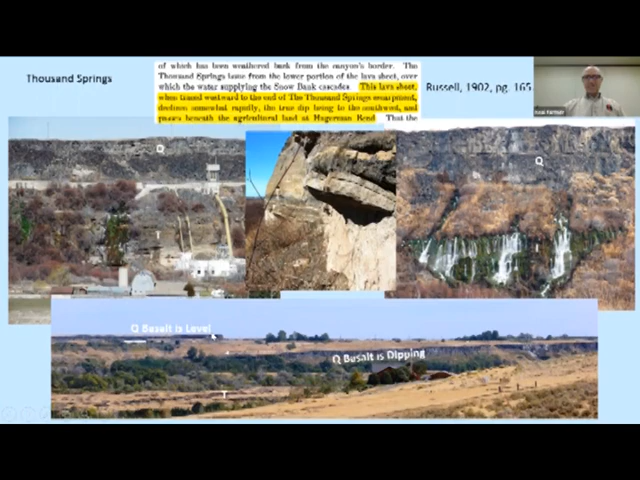 Thousand Springs
of which has been weathered back from the canyon's border. The
Thousand Springs issue from the lower portion of the lava sheet, over
which the water supplying the Snow Bank cascades. This lava sheet,
when traced westward to the end of The Thousand Springs escarpment,
declines somewhat rapidly, the true dip being to the southwest, and
passes beneath the agricultural land at Hagerman Bend. That the
Russell, 1902, pg. 165
Q
Q
T
Q Basalt is Level
Q Basalt is Dipping
T